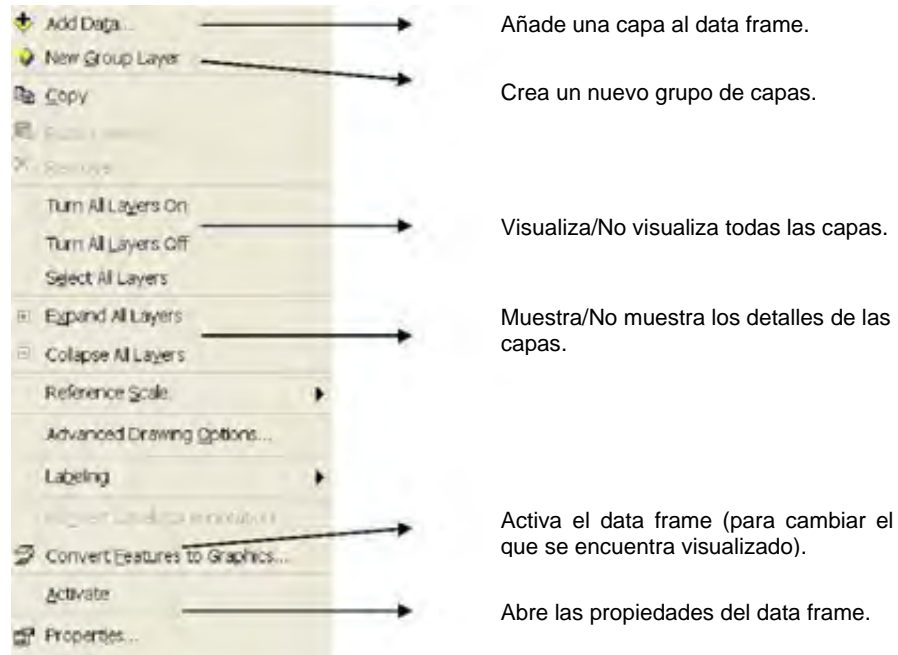 Add Data...
Añade una capa al data frame.
New Group Layer
Crea un nuevo grupo de capas.
Copy
Remove
Turn All Layers On
Visualiza/No visualiza todas las capas.
Turn All Layers Off
Select All Layers
Expand All Layers
Muestra/No muestra los detalles de las
capas.
Collapse All Layers
Reference Scale
Advanced Drawing Options...
Labeling
Activa el data frame (para cambiar el
que se encuentra visualizado).
Convert Features to Graphics...
Activate
Abre las propiedades del data frame.
Properties...